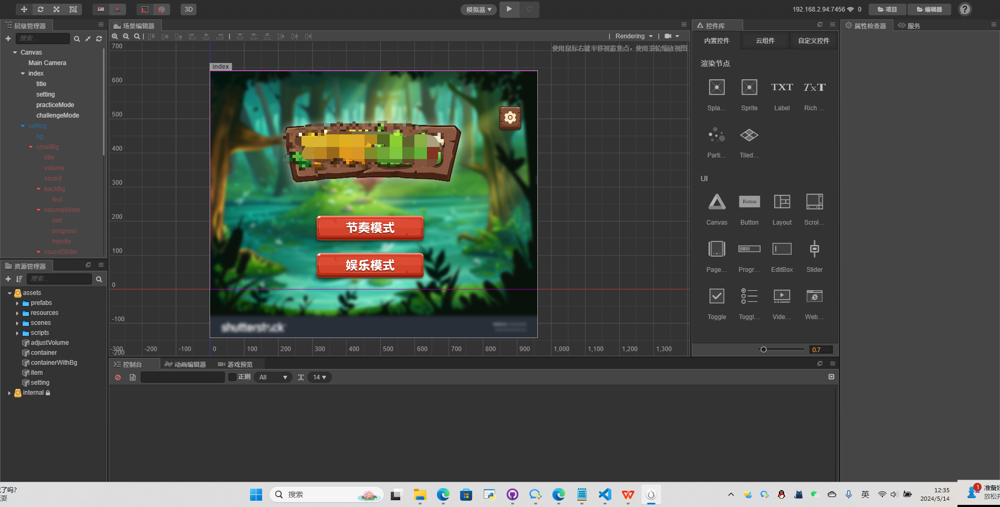 3D
模拟器 ▼
192.168.2.94:7456 0
项目
编辑器
层级管理器
搜索...
Canvas
Main Camera
index
title
setting
practiceMode
challengeMode
setting
bg
smallBg
title
volume
sound
backBg
text
volumeSlider
slot
progress
handle
soundSlider
资源管理器
搜索...
assets
prefabs
resources
scenes
scripts
adjustVolume
container
containerWithBg
item
setting
internal
场景编辑器
Rendering
使用鼠标右键平移视窗焦点，使用滚轮缩放视图
700
600
500
400
300
200
100
0
-100
-200
-300
-200
-100
0
100
200
300
400
500
600
700
800
900
1,000
1,100
1,200
1,300
index
节奏模式
娱乐模式
shutterstock
控制台
动画编辑器
游戏预览
正则
All ▼
14 ▼
控件库
内置控件
云组件
自定义控件
渲染节点
Spla...
Sprite
TXT
Label
TxT
Rich ...
Parti...
Tiled...
UI
Canvas
Button
Button
Layout
Scrol...
Page...
Progr...
EditBox
Slider
Toggle
Toggl...
Vide...
Web...
0.7
属性检查器
服务
了吗?
搜索
英
12:35
2024/5/14
1
准备好